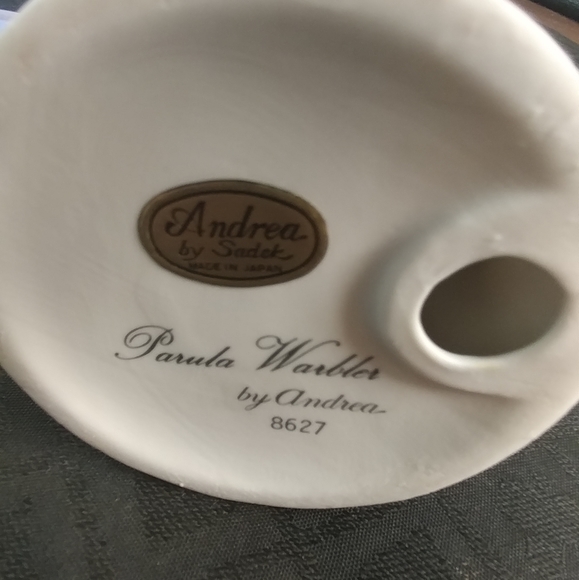 Andrea
by Sadek
MADE IN JAPAN
Parula Warbler
by Andrea
8627